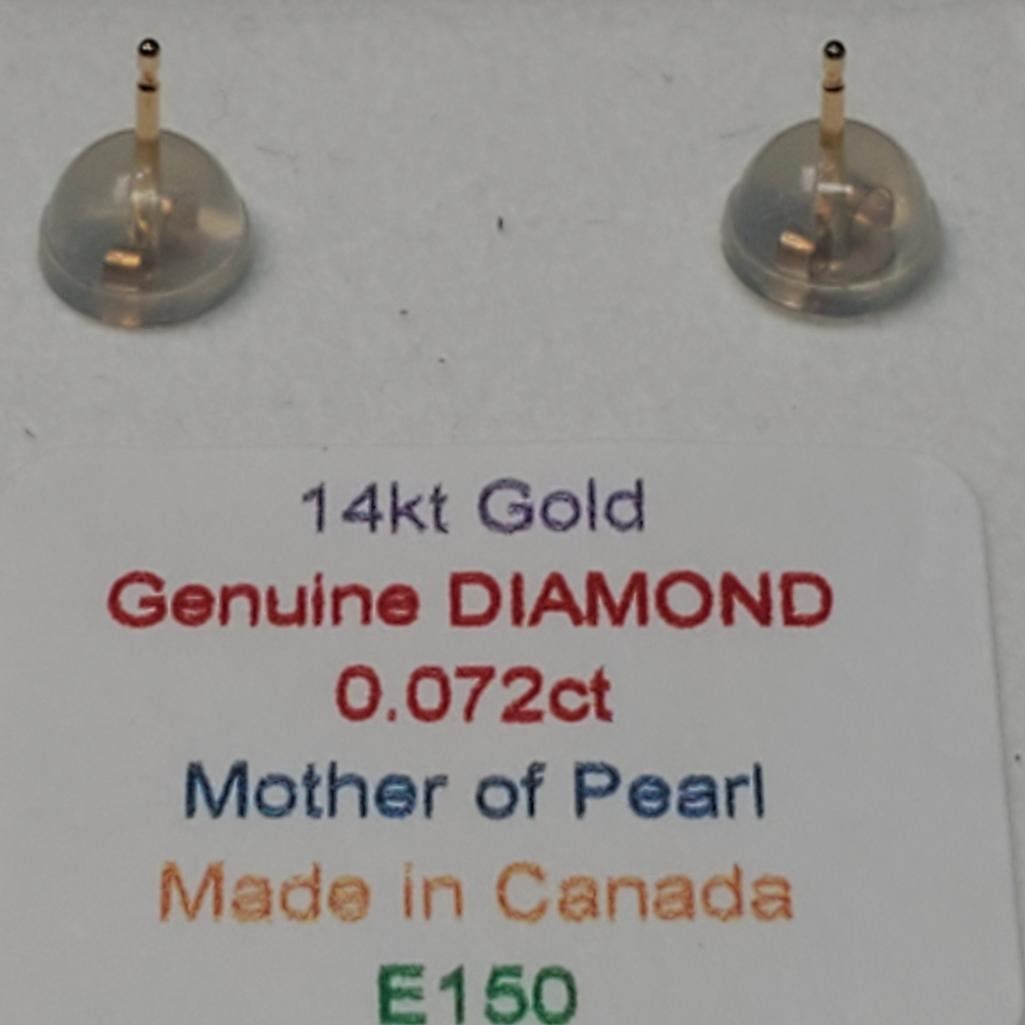 14kt Gold
Genuine DIAMOND
0.072ct
Mother of Pearl
Made in Canada
E150